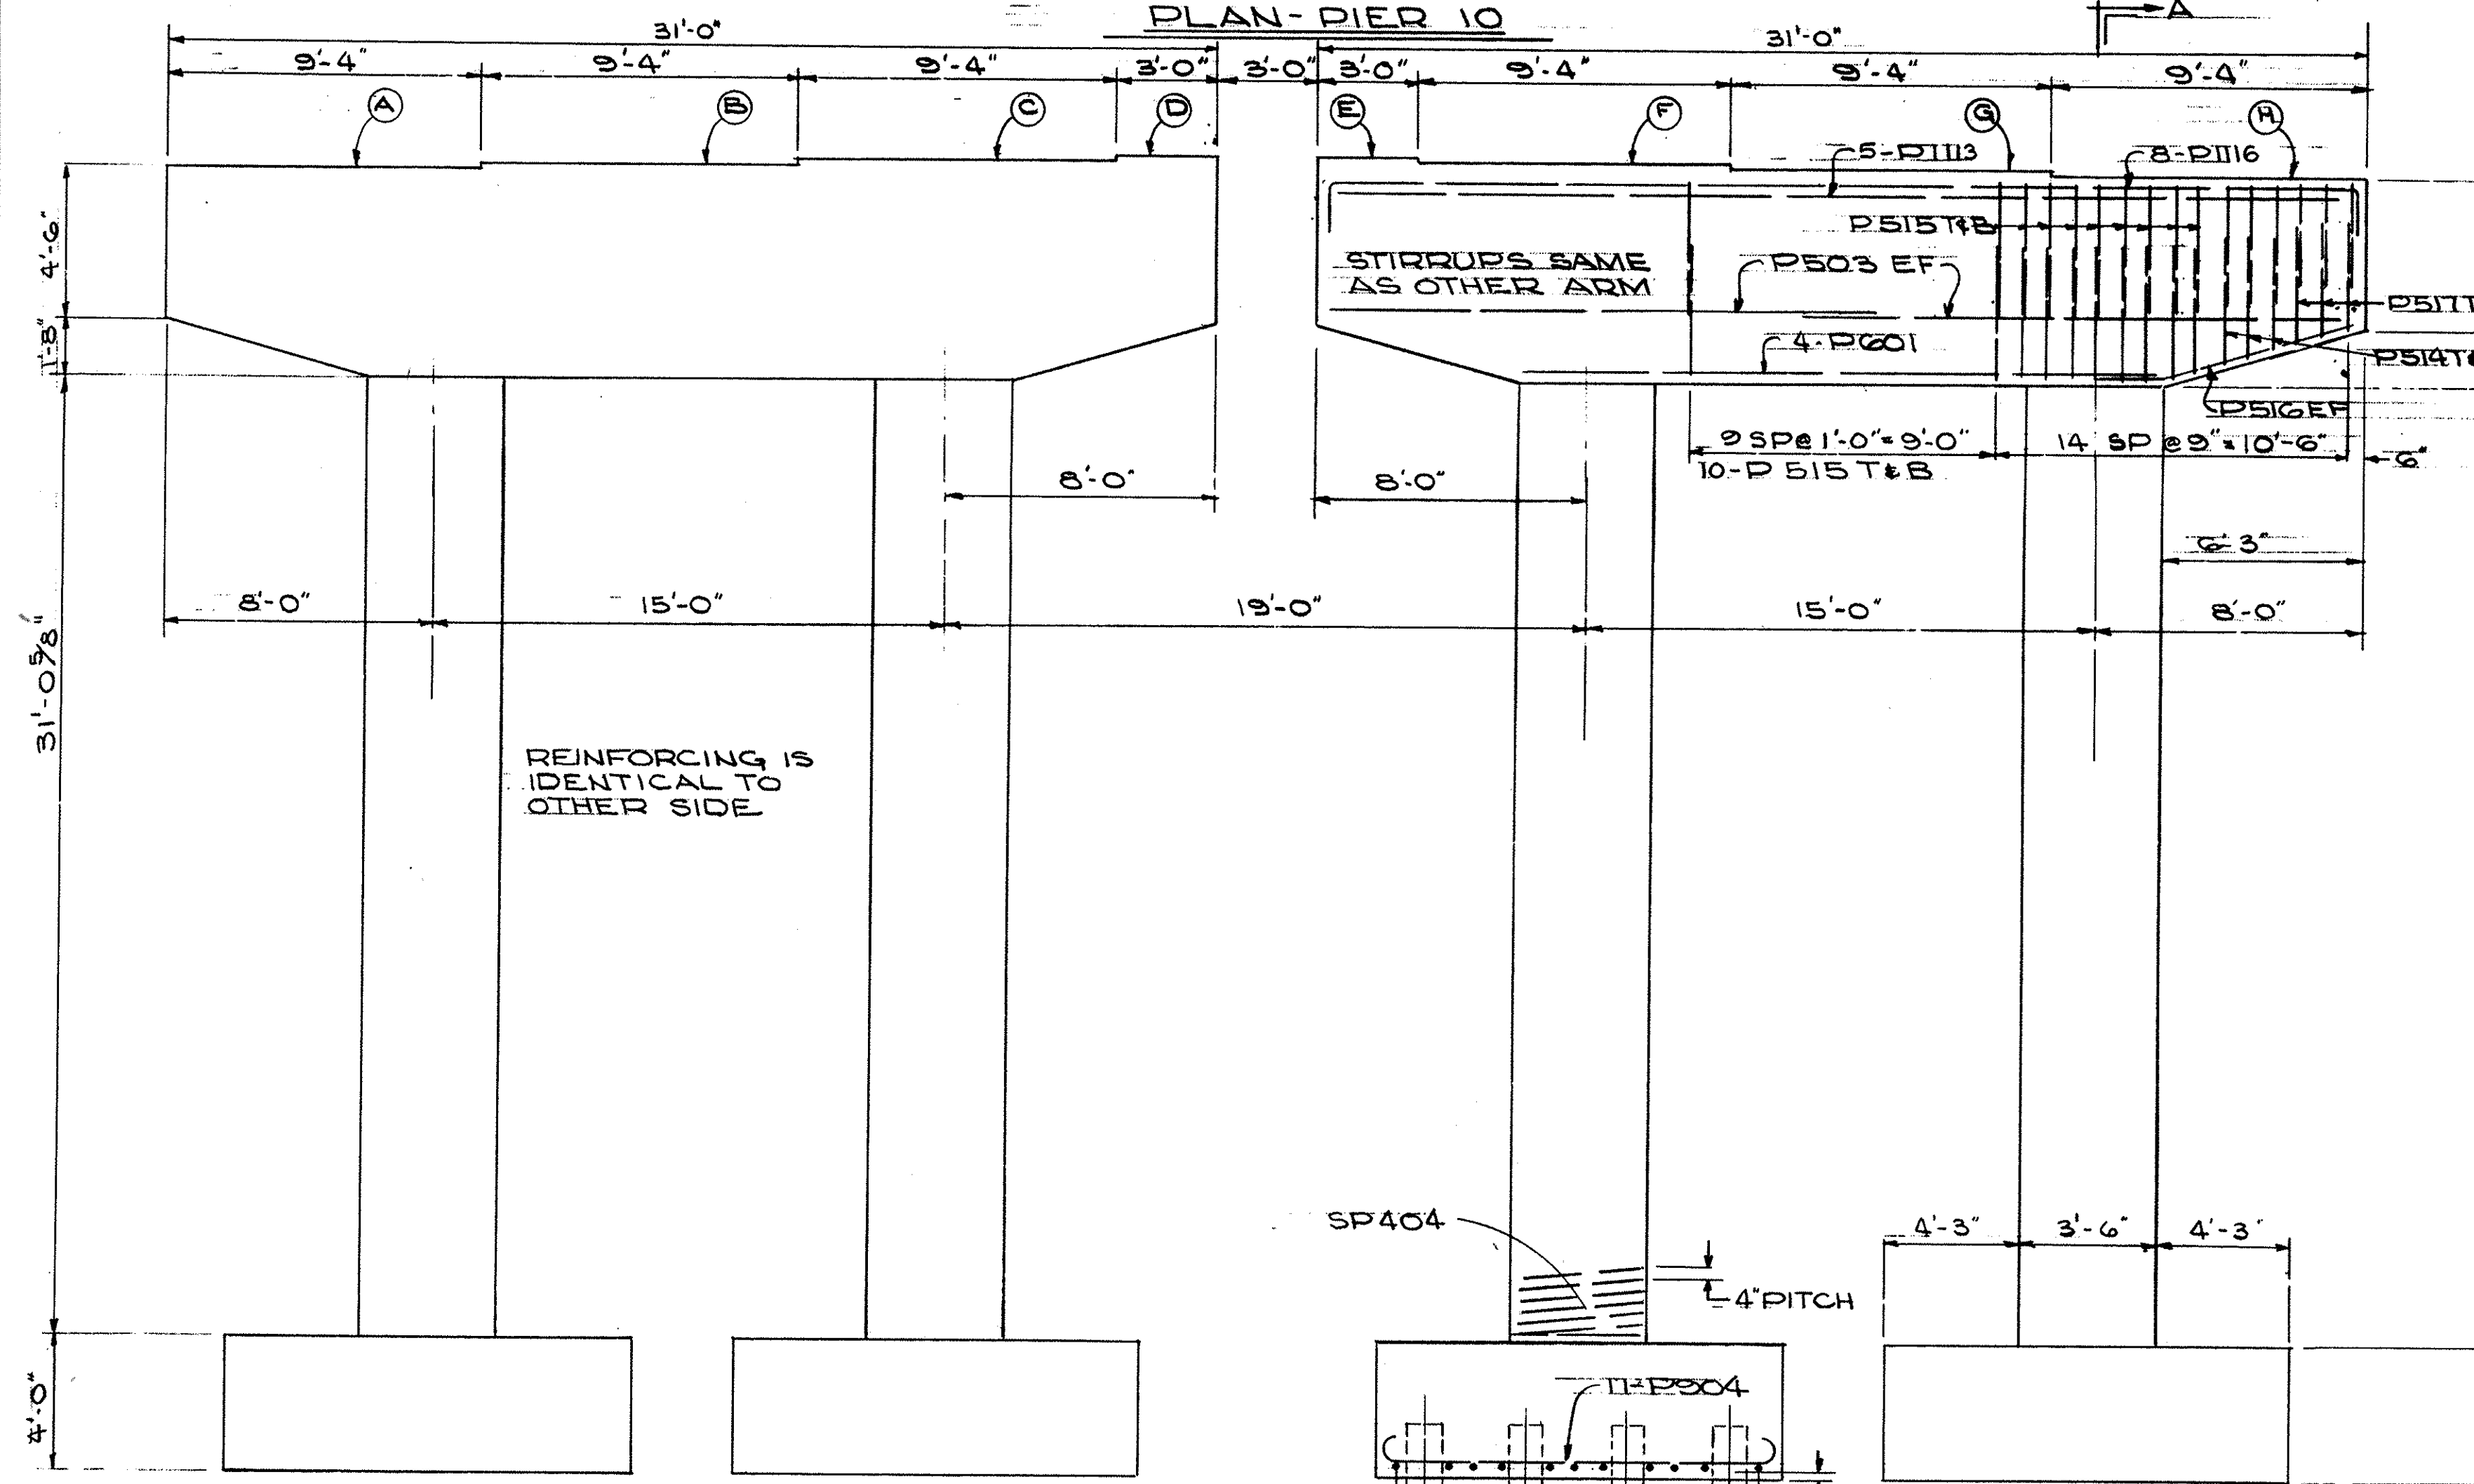 PLAN-PIER 10
A
31'-0"
31'-0"
9'-4"
9'-4"
9'-4"
3'-0"
3'-0"
3'-0"
9'-4"
9'-4"
9'-4"
A
B
C
D
E
F
G
H
5-P1113
8-P1116
P515 T&B
4'-6"
STIRRUPS SAME
AS OTHER ARM
P503 EF
P517T
1'-8"
4-P601
P514T&
P516EF
9 SP@ 1'-0"=9'-0"
14 SP @ 9"=10'-6"
6"
10-P 515 T&B
8'-0"
8'-0"
6'-3"
8'-0"
15'-0"
19'-0"
15'-0"
8'-0"
31'-0 5/8"
REINFORCING IS
IDENTICAL TO
OTHER SIDE
SP404
4'-3"
3'-6"
4'-3"
4" PITCH
11-P904
4'-0"